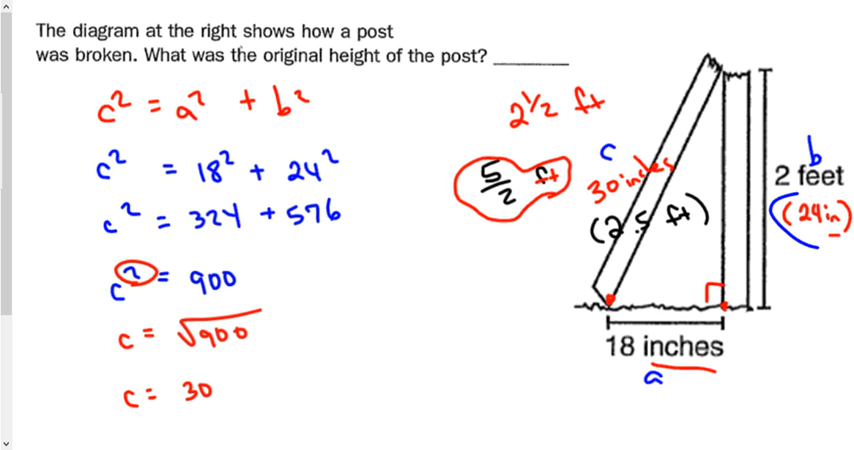 The diagram at the right shows how a post
was broken. What was the original height of the post? ________
c² = a² + b²
c² = 18² + 24²
c² = 324 + 576
c² = 900
c = √900
c = 30
2 ½ ft
5/2 ft
c
30 inches
(2.5 ft)
b
2 feet
(24 in)
18 inches
a